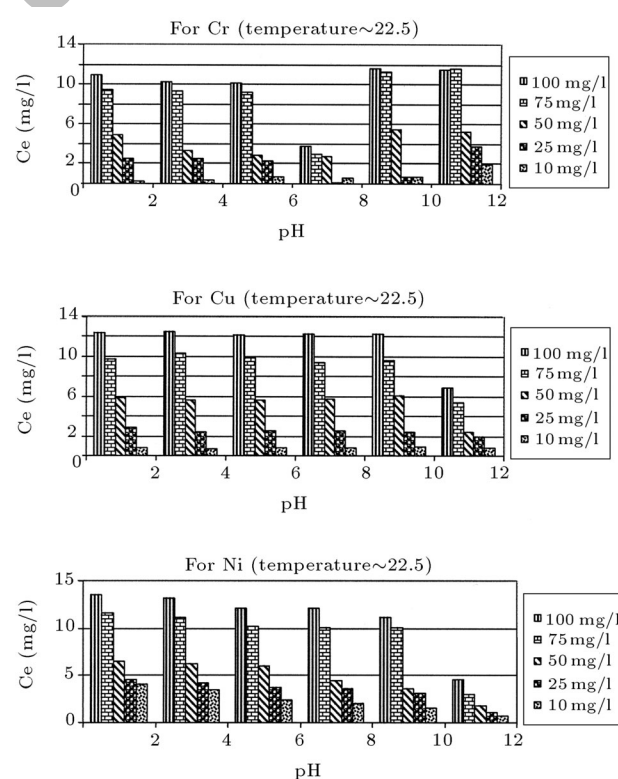 For Cr (temperature~22.5)
14
10
6
2
0
Ce (mg/l)
2 4 6 8 10 12
pH
100 mg/l
75 mg/l
50 mg/l
25 mg/l
10 mg/l
For Cu (temperature~22.5)
14
10
6
2
0
Ce (mg/l)
2 4 6 8 10 12
pH
100 mg/l
75 mg/l
50 mg/l
25 mg/l
10 mg/l
For Ni (temperature~22.5)
15
10
5
0
Ce (mg/l)
2 4 6 8 10 12
pH
100 mg/l
75 mg/l
50 mg/l
25 mg/l
10 mg/l